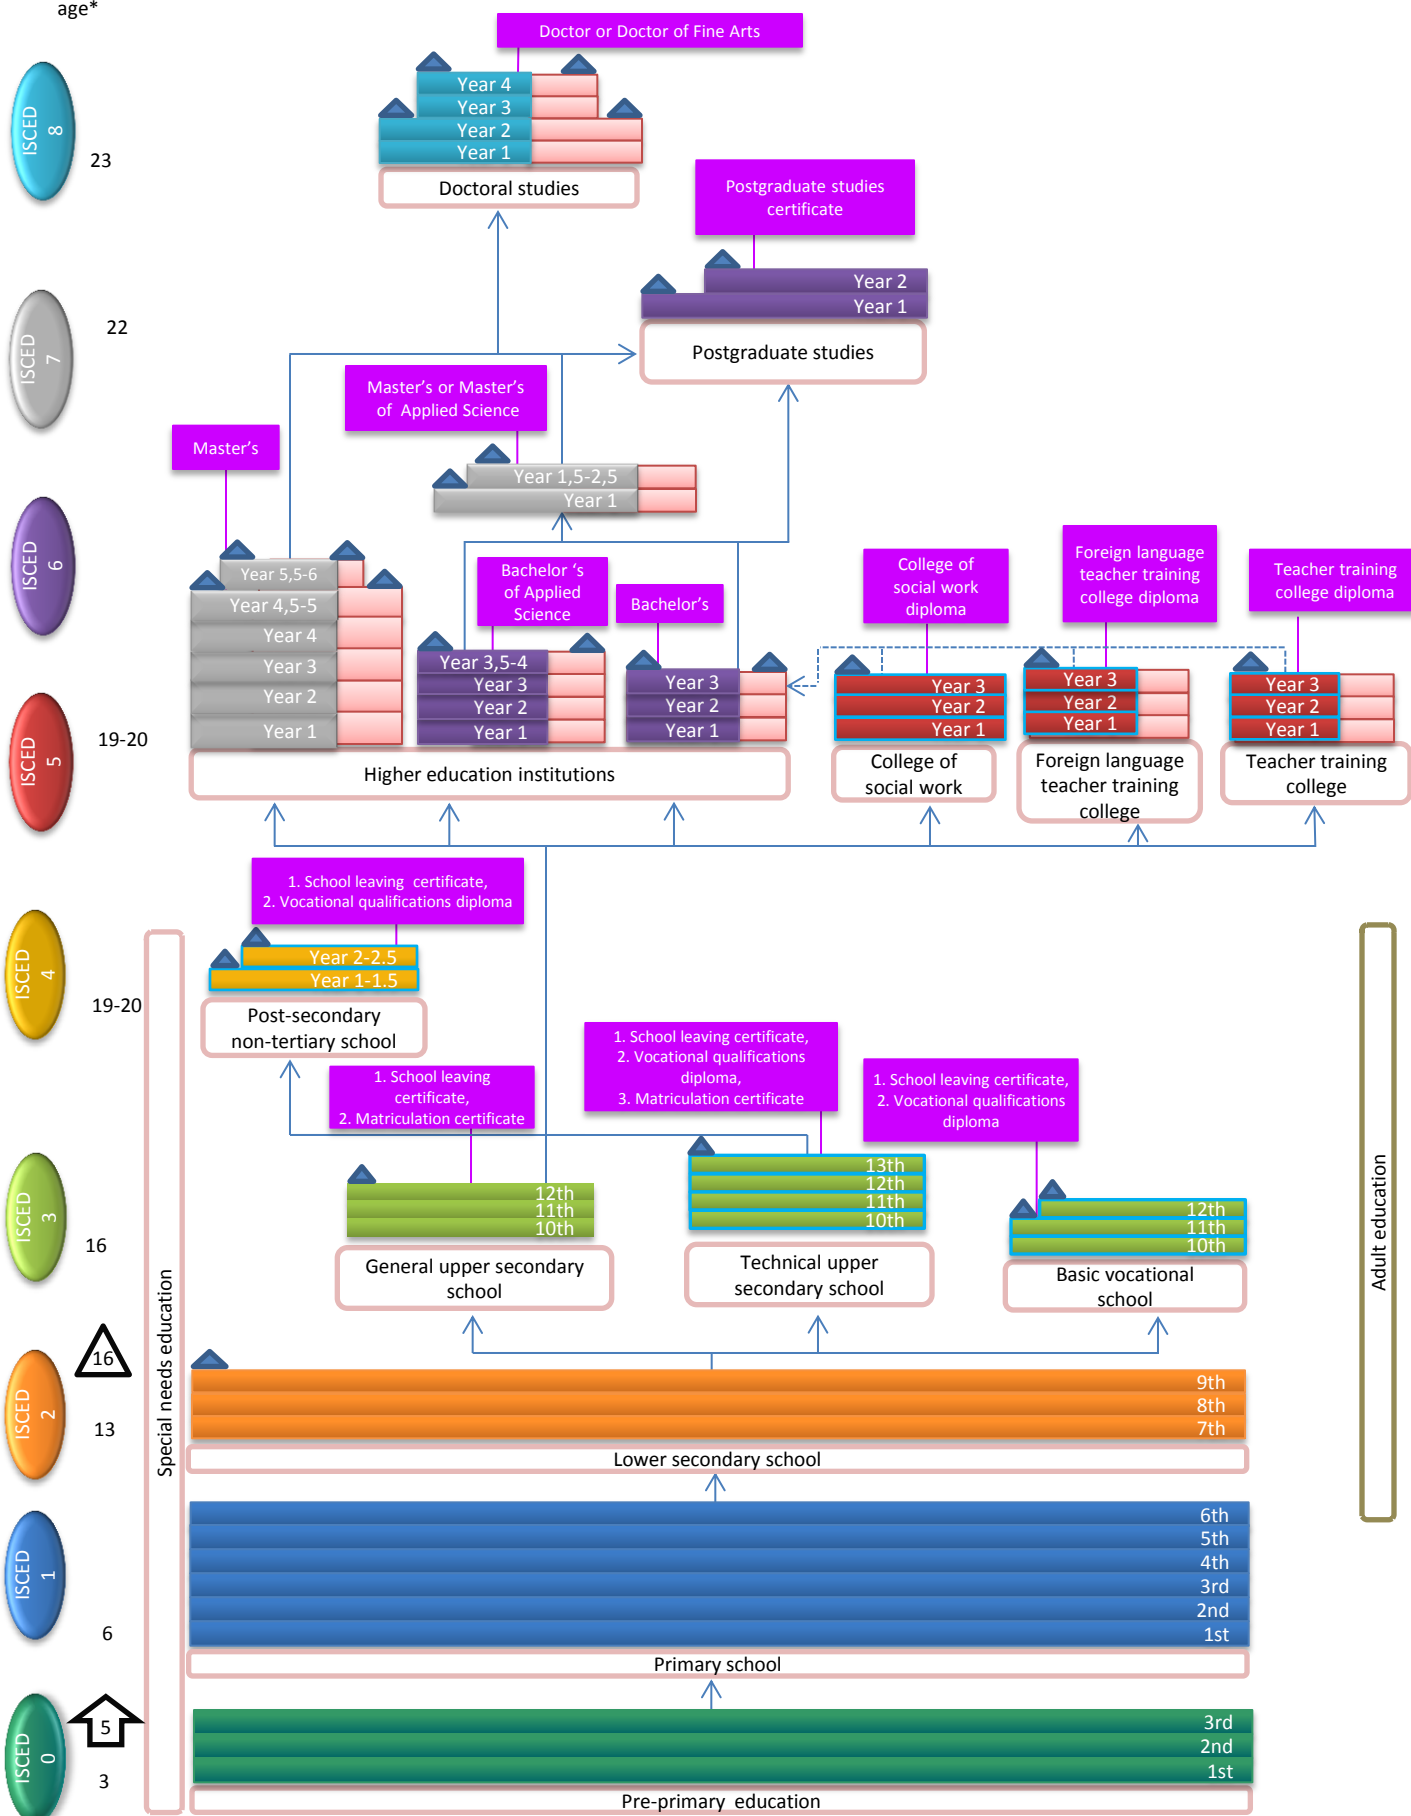 age*
Doctor or Doctor of Fine Arts
ISCED
8
Year 4
Year 3
Year 2
Year 1
23
Doctoral studies
Postgraduate studies
certificate
Year 2
Year 1
ISCED
7
22
Postgraduate studies
Master's or Master's
of Applied Science
Master's
Year 1,5-2,5
Year 1
ISCED
6
Year 5,5-6
Year 4,5-5
Year 4
Year 3
Year 2
Year 1
Bachelor 's
of Applied
Science
Year 3,5-4
Year 3
Year 2
Year 1
Bachelor's
Year 3
Year 2
Year 1
College of
social work
diploma
Year 3
Year 2
Year 1
Foreign language
teacher training
college diploma
Year 3
Year 2
Year 1
Teacher training
college diploma
Year 3
Year 2
Year 1
ISCED
5
19-20
Higher education institutions
College of
social work
Foreign language
teacher training
college
Teacher training
college
1. School leaving certificate,
2. Vocational qualifications diploma
ISCED
4
Year 2-2.5
Year 1-1.5
19-20
Post-secondary
non-tertiary school
1. School leaving
certificate,
2. Matriculation certificate
1. School leaving certificate,
2. Vocational qualifications
diploma,
3. Matriculation certificate
1. School leaving certificate,
2. Vocational qualifications
diploma
ISCED
3
12th
11th
10th
13th
12th
11th
10th
12th
11th
10th
16
General upper secondary
school
Technical upper
secondary school
Basic vocational
school
Special needs education
Adult education
16
ISCED
2
9th
8th
7th
13
Lower secondary school
ISCED
1
6th
5th
4th
3rd
2nd
1st
6
Primary school
ISCED
0
5
3rd
2nd
1st
3
Pre-primary education